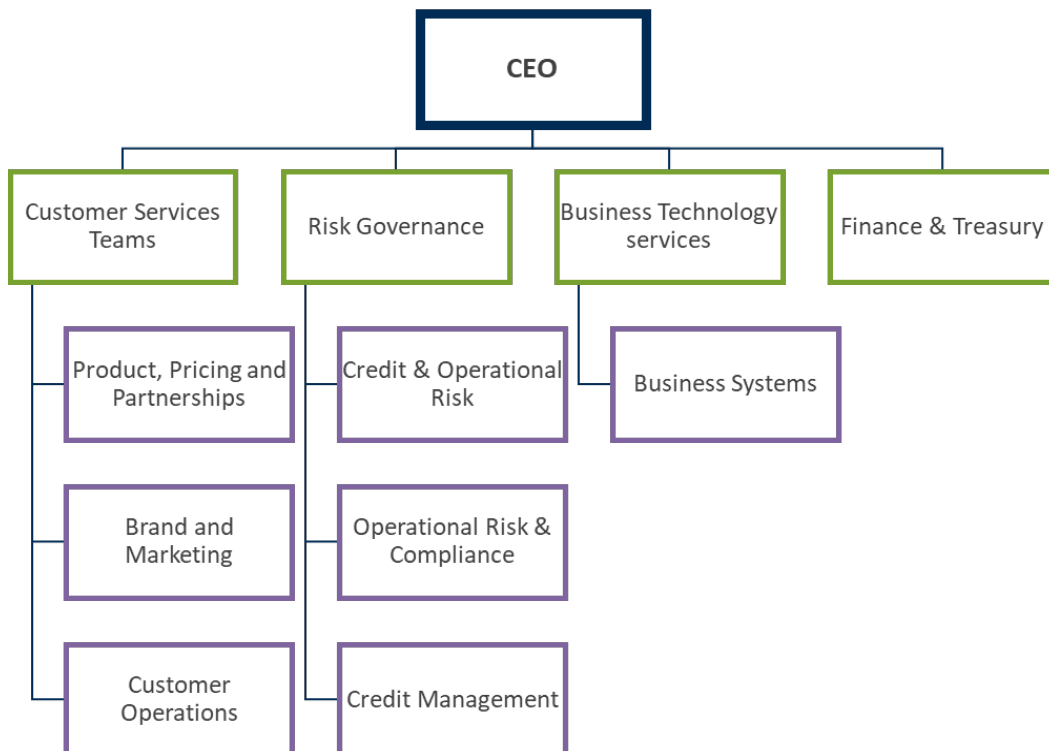 CEO
Customer Services
Teams
Risk Governance
Business Technology
services
Finance & Treasury
Product, Pricing and
Partnerships
Credit & Operational
Risk
Business Systems
Brand and
Marketing
Operational Risk &
Compliance
Customer
Operations
Credit Management